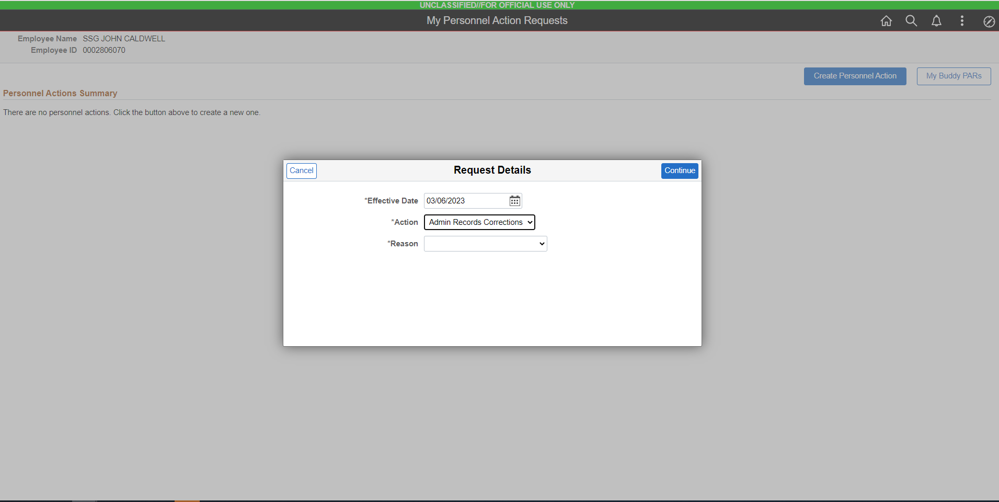 UNCLASSIFIED//FOR OFFICIAL USE ONLY
My Personnel Action Requests
Employee Name SSG JOHN CALDWELL
Employee ID 0002806070
Create Personnel Action My Buddy PARs
Personnel Actions Summary
There are no personnel actions. Click the button above to create a new one.
Cancel Request Details Continue
*Effective Date 03/06/2023
*Action Admin Records Corrections
*Reason